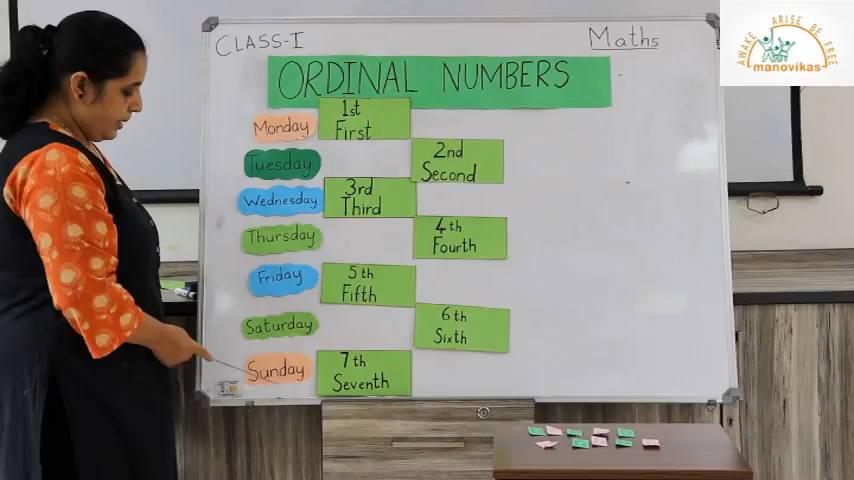 CLASS-I
Maths
AWAKE ARISE BE FREE
manovikas
ORDINAL NUMBERS
Monday
1st
First
Tuesday
2nd
Second
Wednesday
3rd
Third
Thursday
4th
Fourth
Friday
5th
Fifth
Saturday
6th
Sixth
Sunday
7th
Seventh